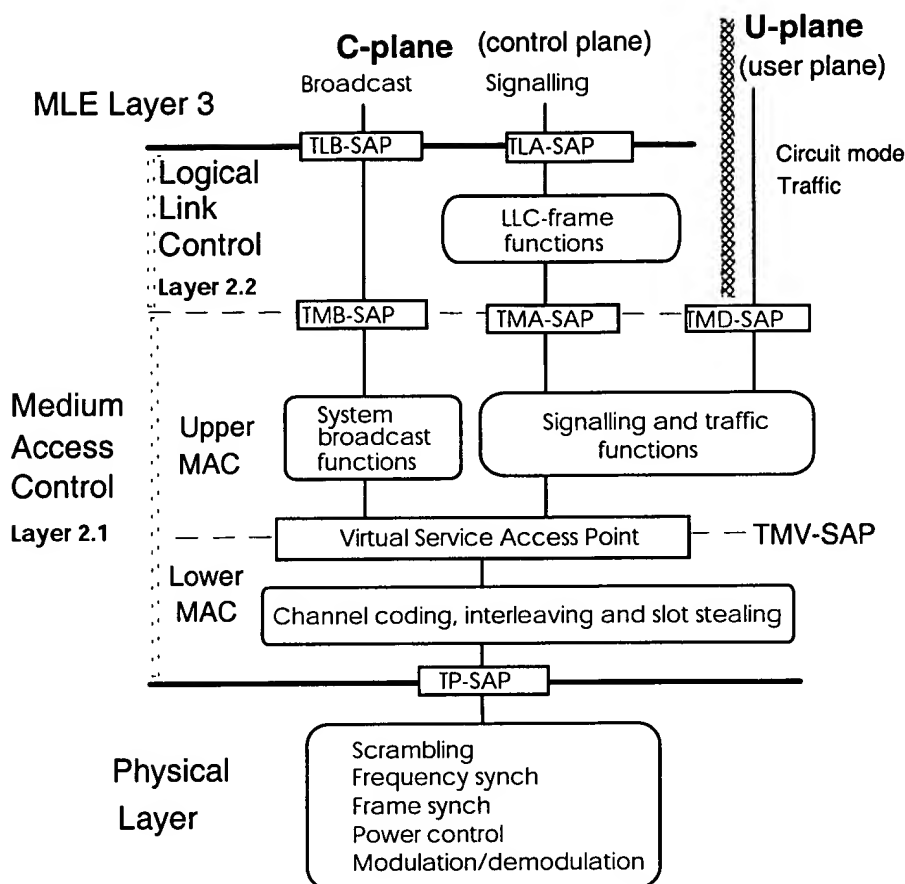 C-plane (control plane)
U-plane
(user plane)
Broadcast
Signalling
MLE Layer 3
TLB-SAP
TLA-SAP
Circuit mode
Traffic
Logical
Link
Control
Layer 2.2
LLC-frame
functions
TMB-SAP
TMA-SAP
TMD-SAP
Medium
Access
Control
Layer 2.1
Upper
MAC
System
broadcast
functions
Signalling and traffic
functions
Virtual Service Access Point
TMV-SAP
Lower
MAC
Channel coding, interleaving and slot stealing
TP-SAP
Physical
Layer
Scrambling
Frequency synch
Frame synch
Power control
Modulation/demodulation